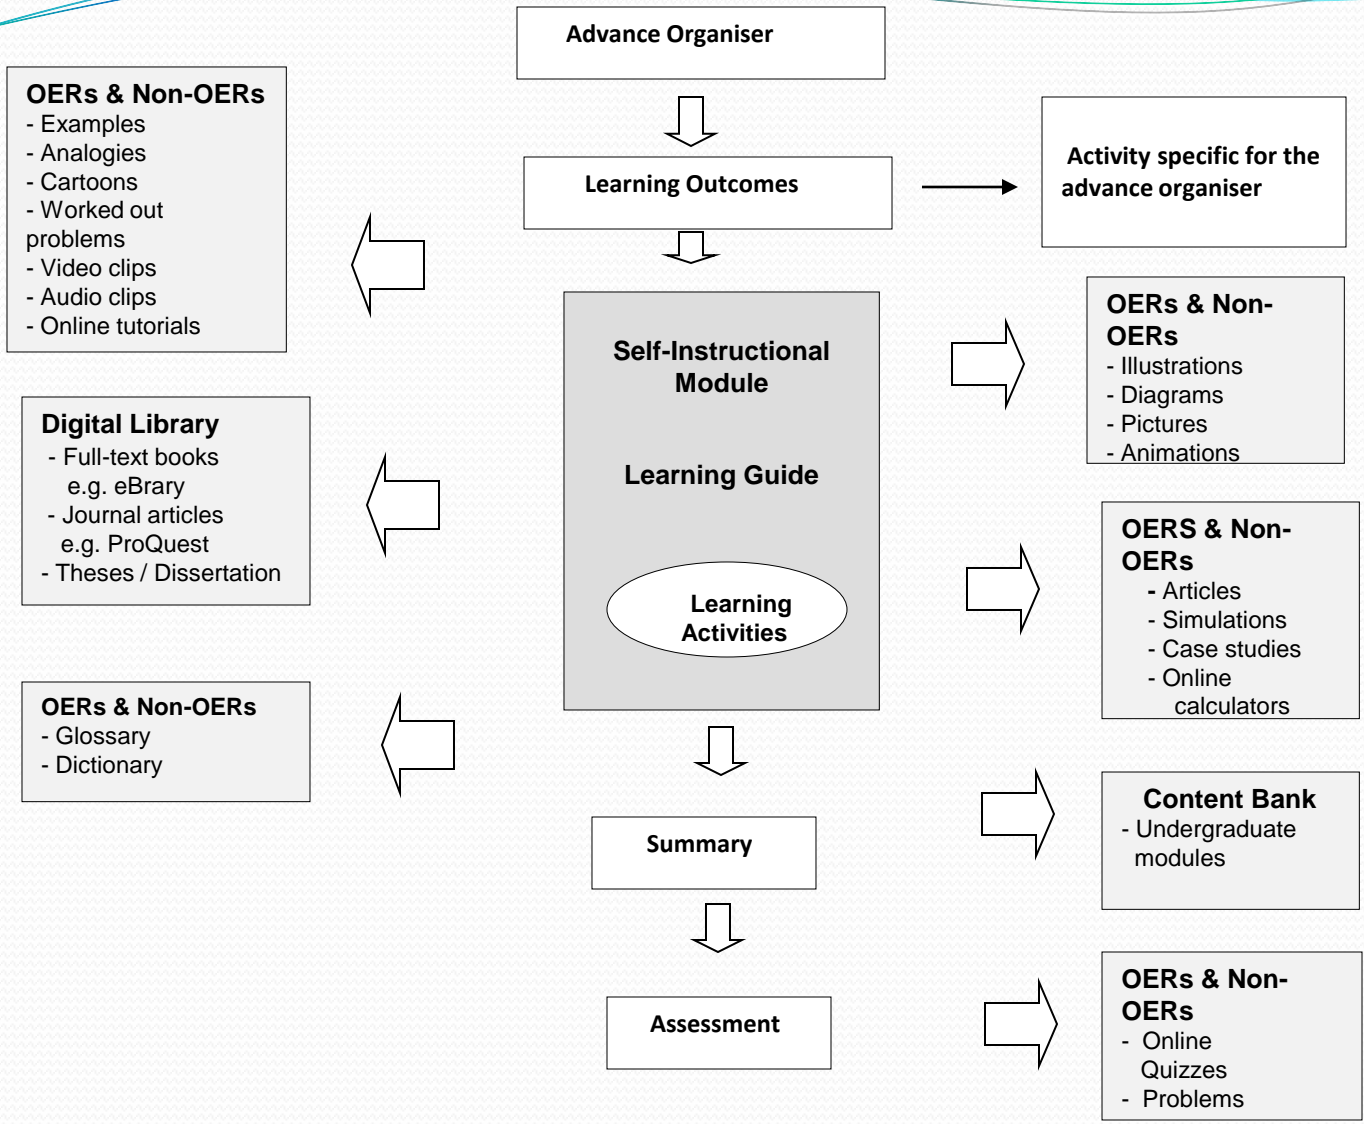 Advance Organiser
OERs & Non-OERs
- Examples
- Analogies
- Cartoons
- Worked out
problems
- Video clips
- Audio clips
- Online tutorials
Learning Outcomes
Activity specific for the
advance organiser
Self-Instructional
Module
Learning Guide
Learning
Activities
OERs & Non-
OERs
- Illustrations
- Diagrams
- Pictures
- Animations
Digital Library
- Full-text books
e.g. eBrary
- Journal articles
e.g. ProQuest
- Theses / Dissertation
OERS & Non-
OERs
- Articles
- Simulations
- Case studies
- Online
calculators
OERs & Non-OERs
- Glossary
- Dictionary
Summary
Content Bank
- Undergraduate
modules
Assessment
OERs & Non-
OERs
- Online
Quizzes
- Problems